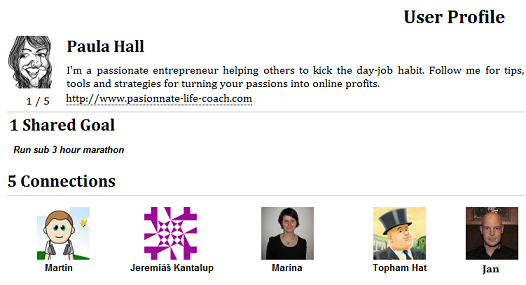 User Profile
Paula Hall
I'm a passionate entrepreneur helping others to kick the day-job habit. Follow me for tips,
tools and strategies for turning your passions into online profits.
1 / 5 http://www.pasionnate-life-coach.com
1 Shared Goal
Run sub 3 hour marathon
5 Connections
Martin Jeremiáš Kantalup Marina Topham Hat Jan